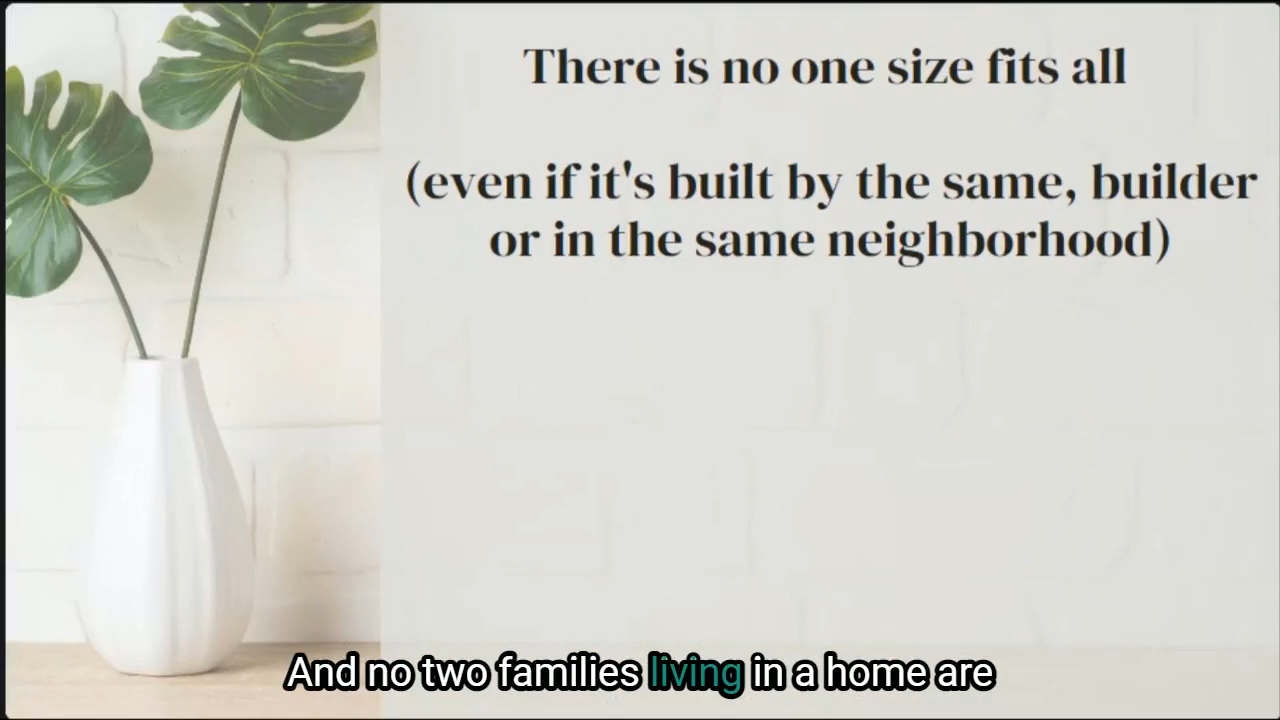 There is no one size fits all
(even if it's built by the same, builder
or in the same neighborhood)
And no two families living in a home are